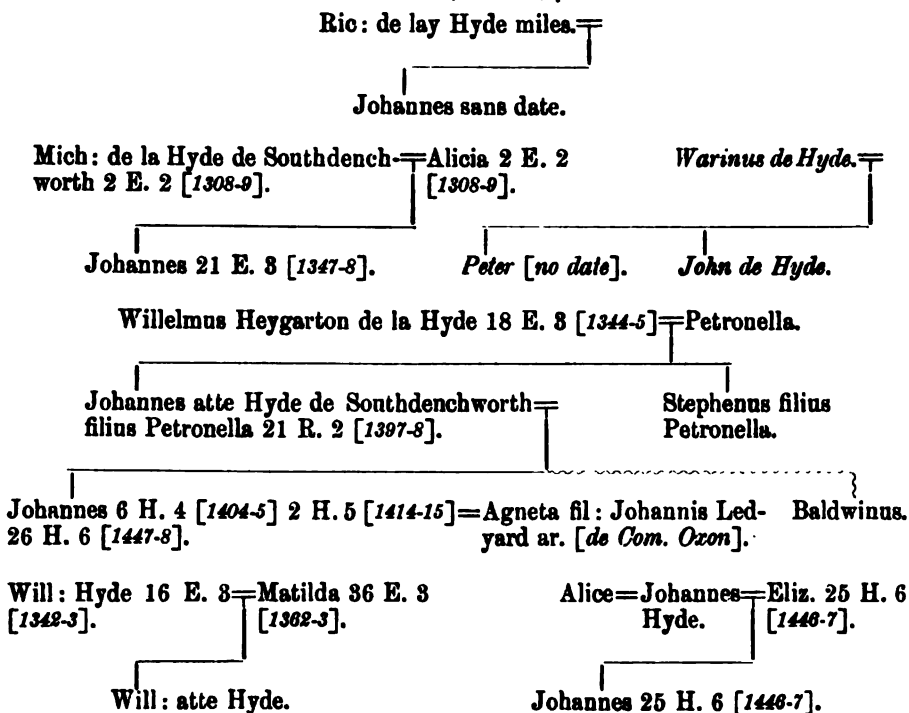 Ric: de lay Hyde miles.
Johannes sans date.
Mich: de la Hyde de Southdench-
worth 2 E. 2 [1308-9].
Alicia 2 E. 2
[1308-9].
Warinus de Hyde.
Johannes 21 E. 3 [1347-8].
Peter [no date].
John de Hyde.
Willelmus Heygarton de la Hyde 18 E. 3 [1344-5]
Petronella.
Johannes atte Hyde de Southdenchworth
filius Petronella 21 R. 2 [1397-8].
Stephenus filius
Petronella.
Johannes 6 H. 4 [1404-5] 2 H. 5 [1414-15]
26 H. 6 [1447-8].
Agneta fil: Johannis Led-
yard ar. [de Com. Oxon].
Baldwinus.
Will: Hyde 16 E. 3
[1342-3].
Matilda 36 E. 3
[1362-3].
Alice=Johannes
Hyde.
Eliz. 25 H. 6
[1446-7].
Will: atte Hyde.
Johannes 25 H. 6 [1446-7].